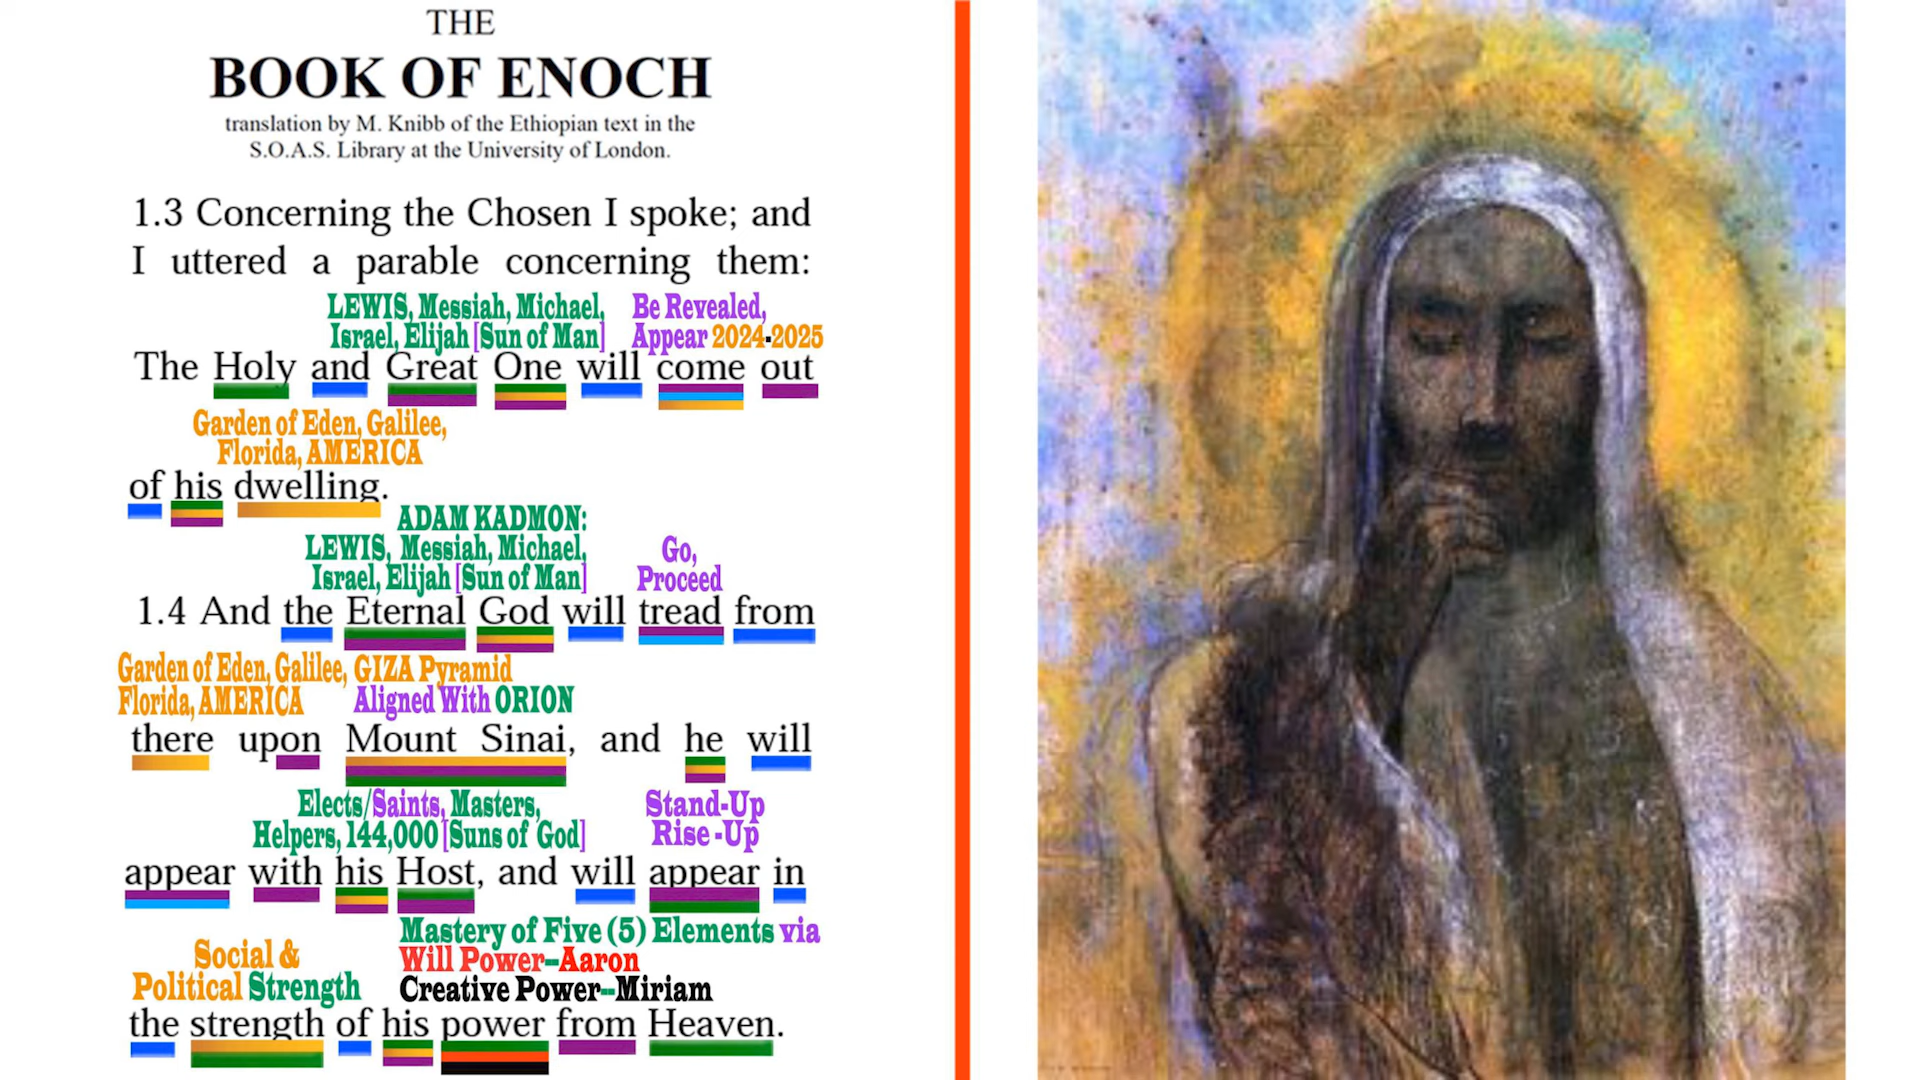 THE
BOOK OF ENOCH
translation by M. Knibb of the Ethiopian text in the
S.O.A.S. Library at the University of London.
1.3 Concerning the Chosen I spoke; and
I uttered a parable concerning them:
LEWIS, Messiah, Michael, Be Revealed,
Israel, Elijah [Sun of Man] Appear 2024-2025
The Holy and Great One will come out
Garden of Eden, Galilee,
Florida, AMERICA
of his dwelling.
ADAM KADMON:
LEWIS, Messiah, Michael, Go,
Israel, Elijah [Sun of Man] Proceed
1.4 And the Eternal God will tread from
Garden of Eden, Galilee, GIZA Pyramid
Florida, AMERICA Aligned With ORION
there upon Mount Sinai, and he will
Elects/Saints, Masters, Stand-Up
Helpers, 144,000 [Suns of God] Rise -Up
appear with his Host, and will appear in
Mastery of Five (5) Elements via
Social & Will Power--Aaron
Political Strength Creative Power--Miriam
the strength of his power from Heaven.